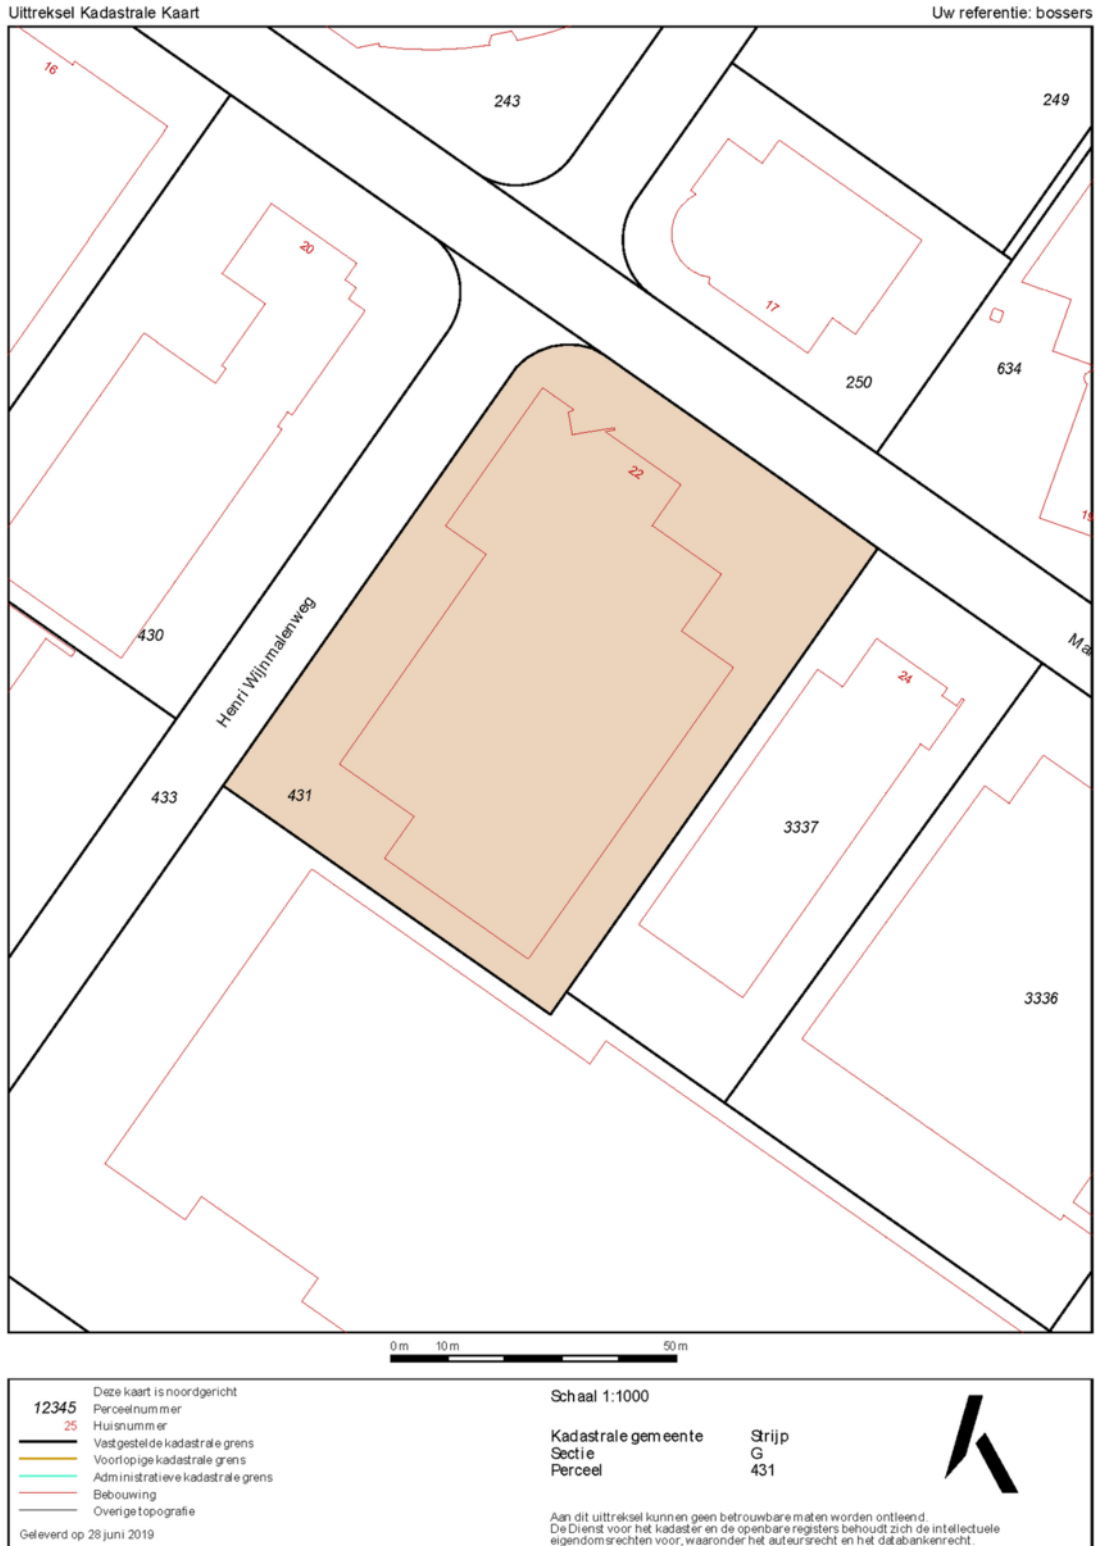 Uittreksel Kadastrale Kaart
Uw referentie: bossers
16
243
249
20
17
250
634
19
22
430
Henri Wijnmalenweg
24
433
431
3337
3336
0 m 10 m 50 m
Deze kaart is noordgericht
12345 Perceelnummer
25 Huisnummer
Vastgestelde kadastrale grens
Voorlopige kadastrale grens
Administratieve kadastrale grens
Bebouwing
Overige topografie
Geleverd op 28 juni 2019
Schaal 1:1000
Kadastrale gemeente Strijp
Sectie G
Perceel 431
Aan dit uittreksel kunnen geen betrouwbare maten worden ontleend.
De Dienst voor het kadaster en de openbare registers behoudt zich de intellectuele
eigendomsrechten voor, waaronder het auteursrecht en het databankenrecht.